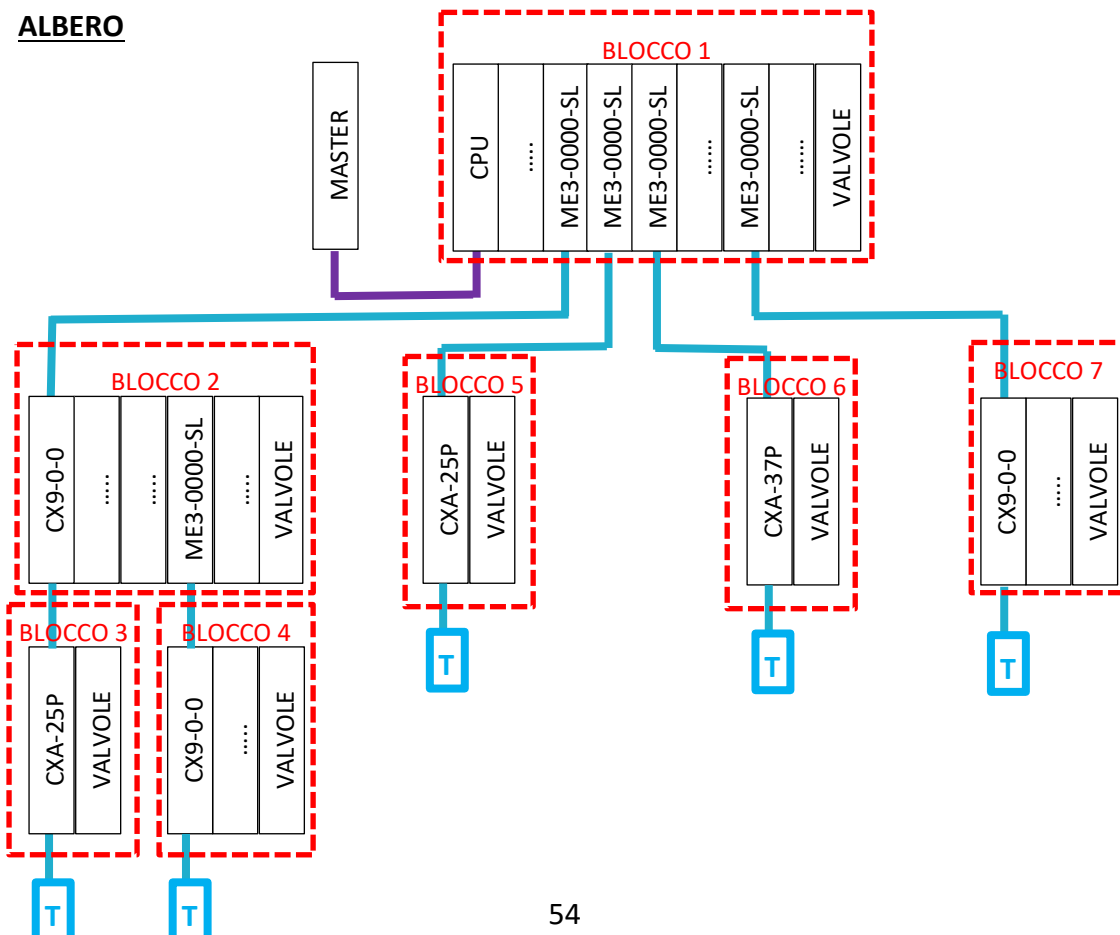 ALBERO
BLOCCO 1
MASTER
CPU
.....
ME3-0000-SL
ME3-0000-SL
ME3-0000-SL
......
ME3-0000-SL
......
VALVOLE
BLOCCO 2
CX9-0-0
......
.....
ME3-0000-SL
......
VALVOLE
BLOCCO 5
CXA-25P
VALVOLE
BLOCCO 6
CXA-37P
VALVOLE
BLOCCO 7
CX9-0-0
.....
VALVOLE
BLOCCO 3
CXA-25P
VALVOLE
BLOCCO 4
CX9-0-0
.....
VALVOLE
T
T
T
T
T
54